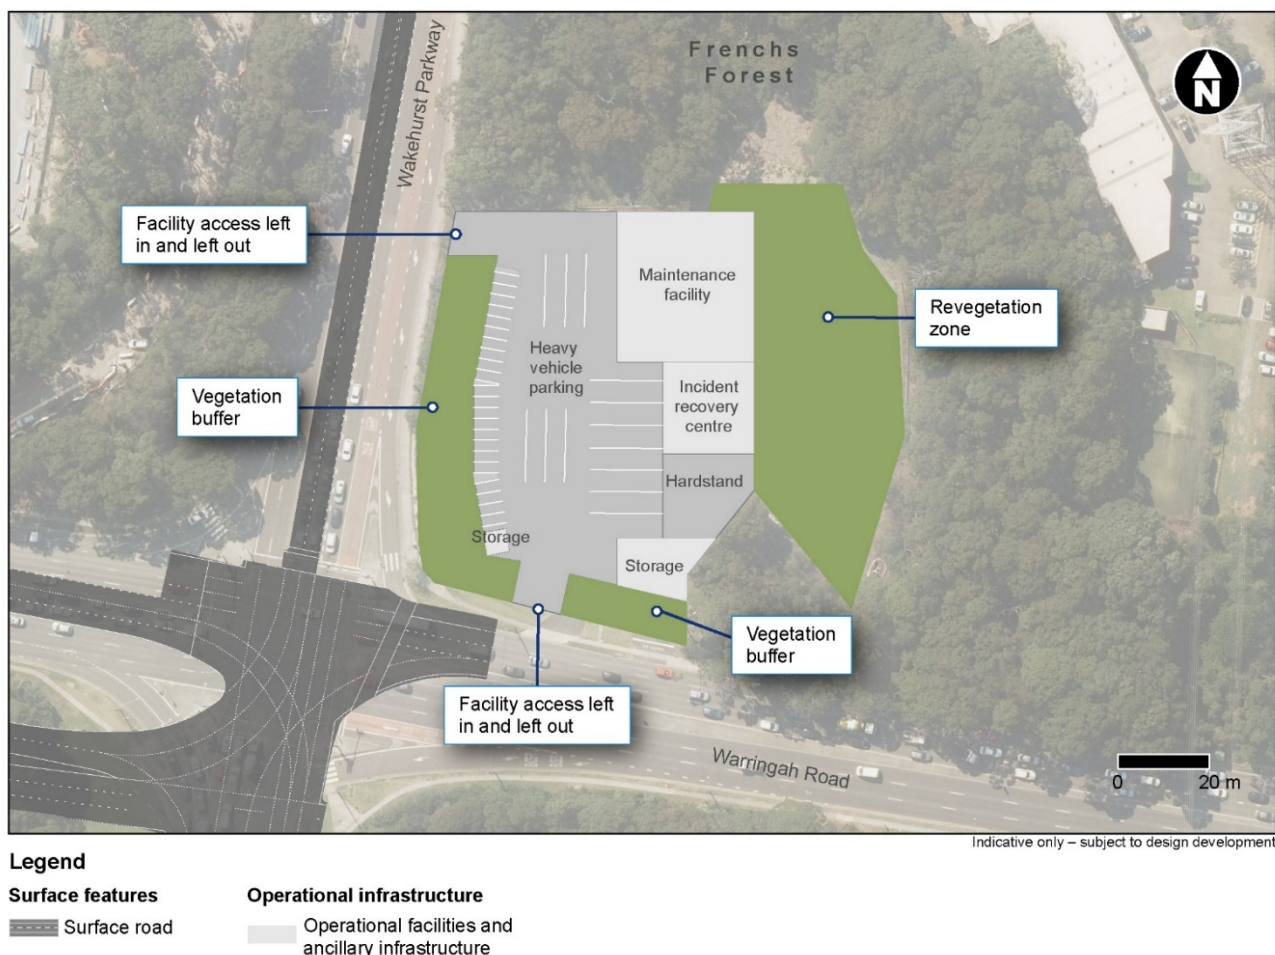 Frenchs
Forest
N
Wakehurst Parkway
Facility access left
in and left out
Maintenance
facility
Revegetation
zone
Heavy
vehicle
parking
Vegetation
buffer
Incident
recovery
centre
Hardstand
Storage
Storage
Vegetation
buffer
Facility access left
in and left out
Warringah Road
0 20 m
Indicative only – subject to design development
Legend
Surface features
Operational infrastructure
Surface road
Operational facilities and
ancillary infrastructure